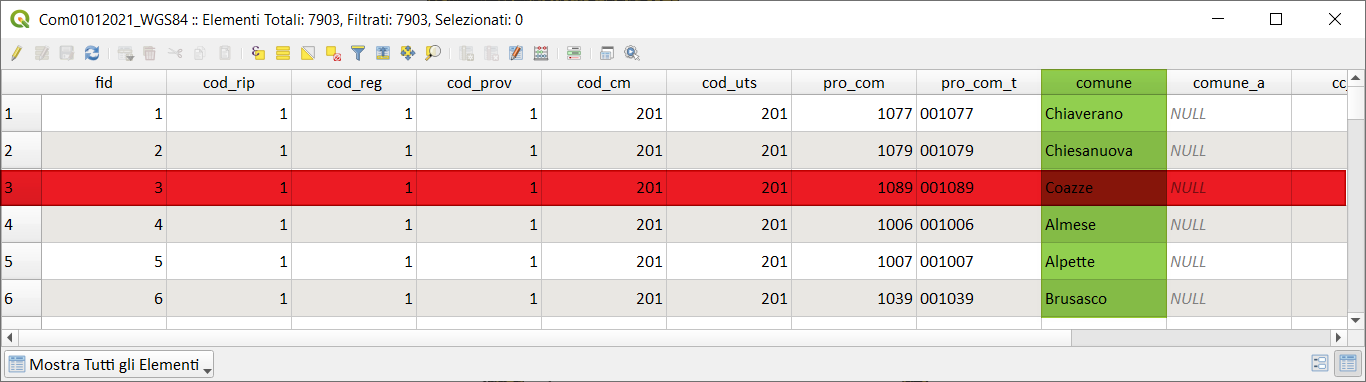 Com01012021_WGS84 :: Elementi Totali: 7903, Filtrati: 7903, Selezionati: 0
fid cod_rip cod_reg cod_prov cod_cm cod_uts pro_com pro_com_t comune comune_a cc_
1 1 1 1 1 201 201 1077 001077 Chiaverano NULL
2 2 1 1 1 201 201 1079 001079 Chiesanuova NULL
3 3 1 1 1 201 201 1089 001089 Coazze NULL
4 4 1 1 1 201 201 1006 001006 Almese NULL
5 5 1 1 1 201 201 1007 001007 Alpette NULL
6 6 1 1 1 201 201 1039 001039 Brusasco NULL
Mostra Tutti gli Elementi